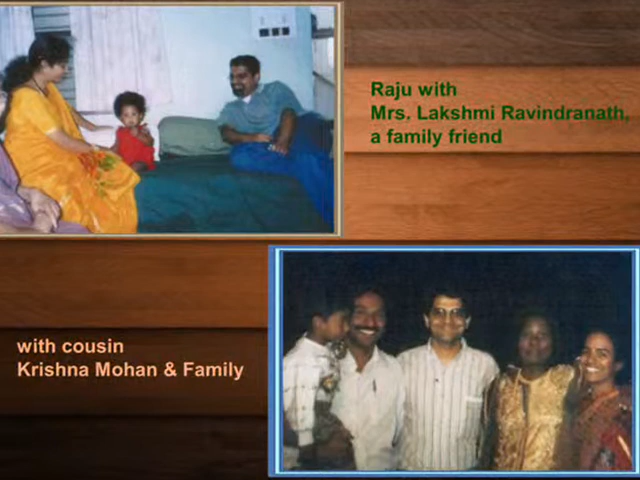 Raju with
Mrs. Lakshmi Ravindranath,
a family friend
with cousin
Krishna Mohan & Family